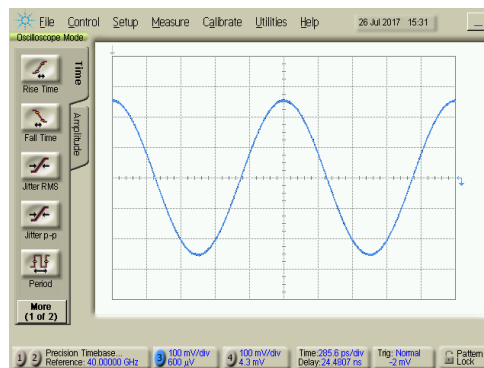 File Control Setup Measure Calibrate Utilities Help 26 Jul 2017 15:31
Oscilloscope Mode
Time
Amplitude
Rise Time
Fall Time
Jitter RMS
Jitter p-p
Period
More
(1 of 2)
1 2 Precision Timebase... 3 100 mV/div 4 100 mV/div Time:285.6 ps/div Trig: Normal Pattern
Reference: 40.00000 GHz 600 µV 4.3 mV Delay:24.4807 ns -2 mV Lock